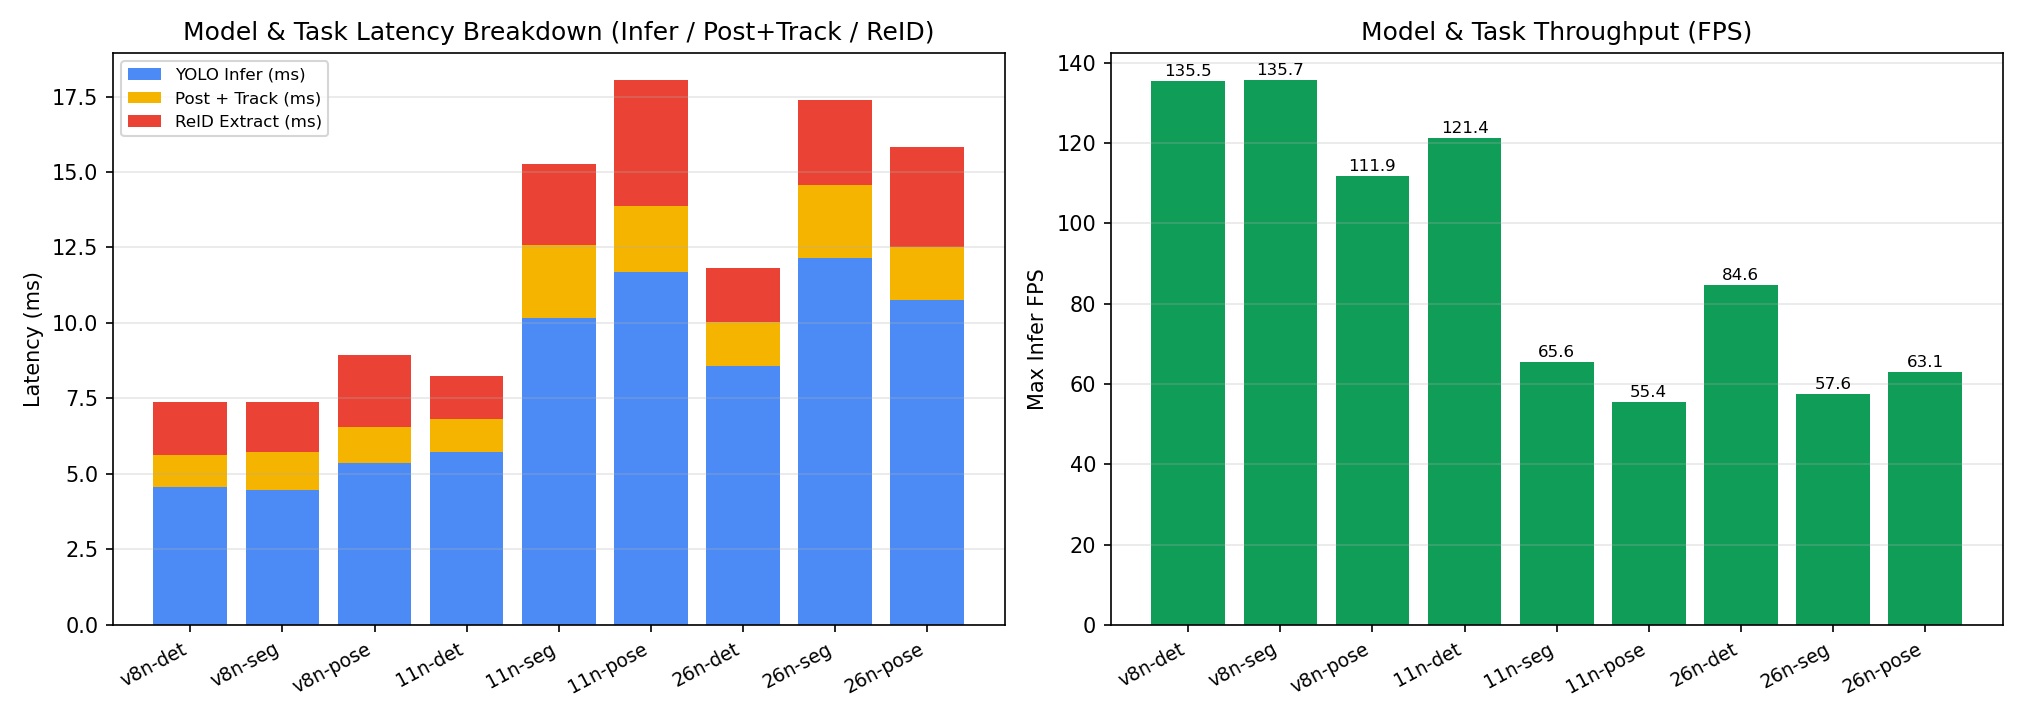 Model & Task Latency Breakdown (Infer / Post+Track / ReID)
YOLO Infer (ms)
Post + Track (ms)
ReID Extract (ms)
Latency (ms)
17.5
15.0
12.5
10.0
7.5
5.0
2.5
0.0
v8n-det
v8n-seg
v8n-pose
11n-det
11n-seg
11n-pose
26n-det
26n-seg
26n-pose
Model & Task Throughput (FPS)
Max Infer FPS
140
120
100
80
60
40
20
0
135.5
135.7
111.9
121.4
65.6
55.4
84.6
57.6
63.1
v8n-det
v8n-seg
v8n-pose
11n-det
11n-seg
11n-pose
26n-det
26n-seg
26n-pose